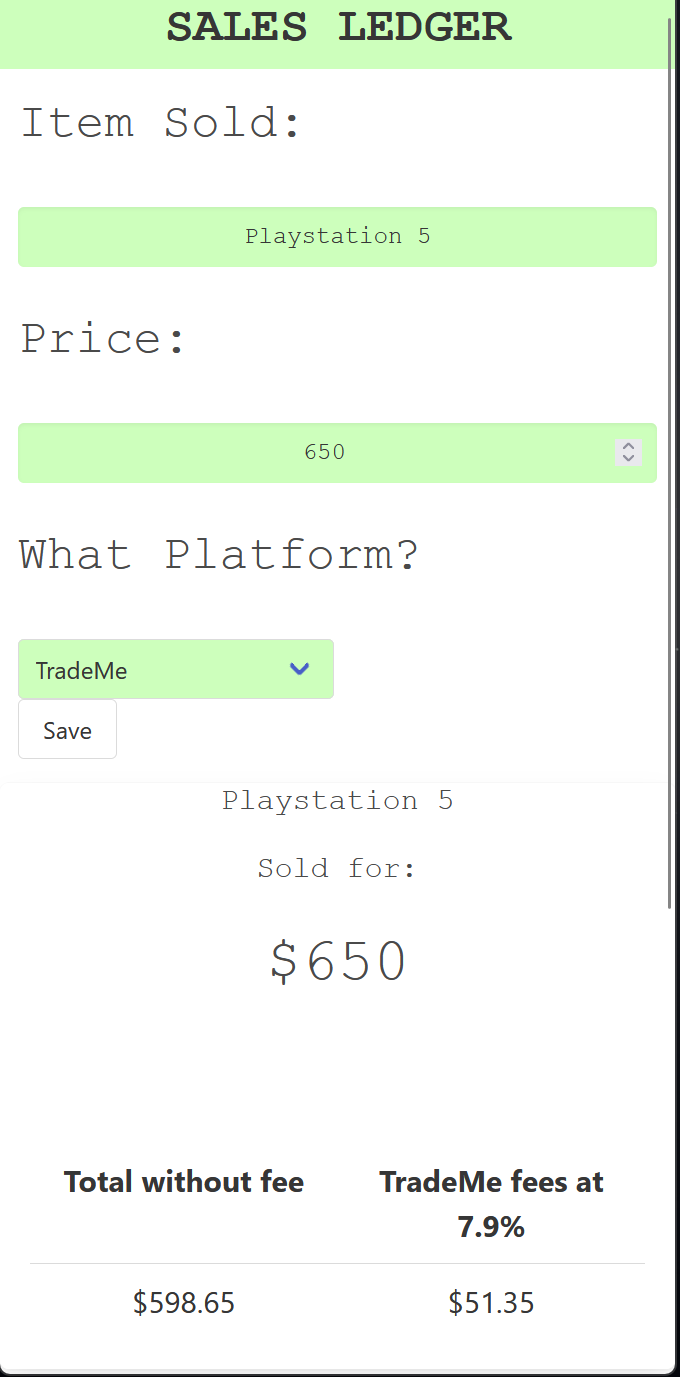 SALES LEDGER
Item Sold:
Playstation 5
Price:
650
What Platform?
TradeMe
Save
Playstation 5
Sold for:
$650
Total without fee
TradeMe fees at
7.9%
$598.65
$51.35